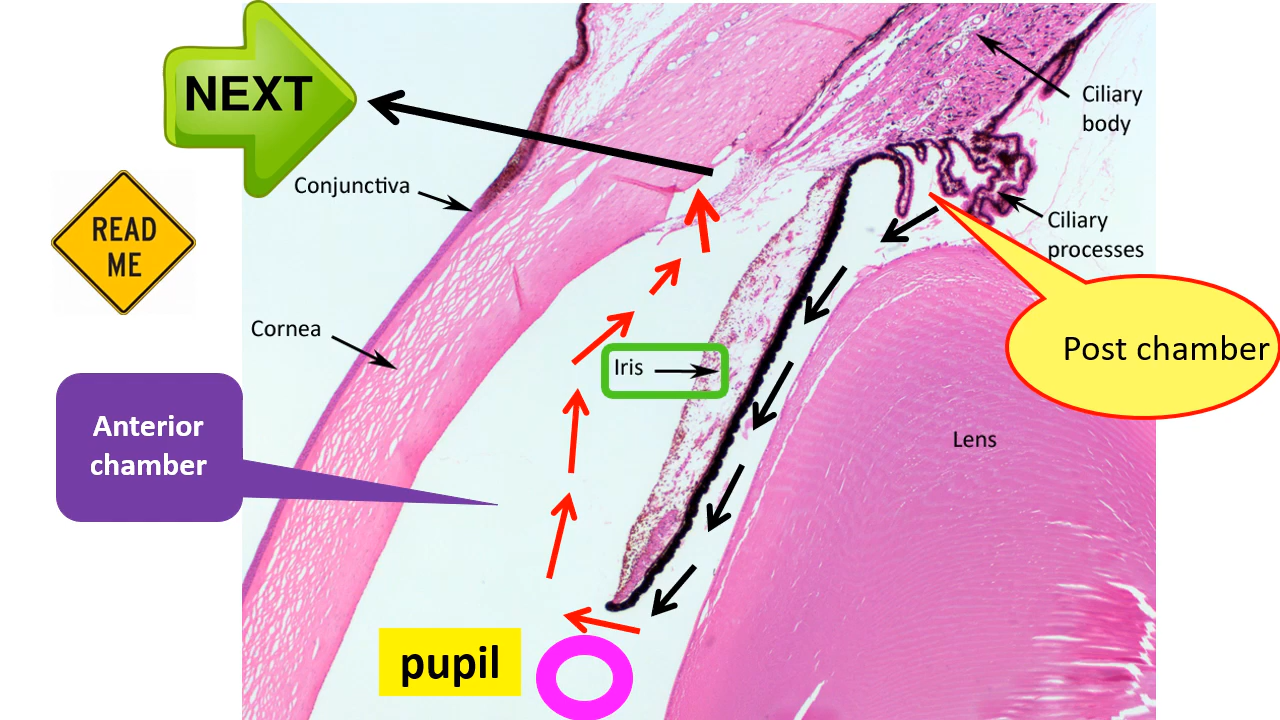 NEXT
READ
ME
Conjunctiva
Cornea
Anterior
chamber
Iris
pupil
Ciliary
body
Ciliary
processes
Post chamber
Lens